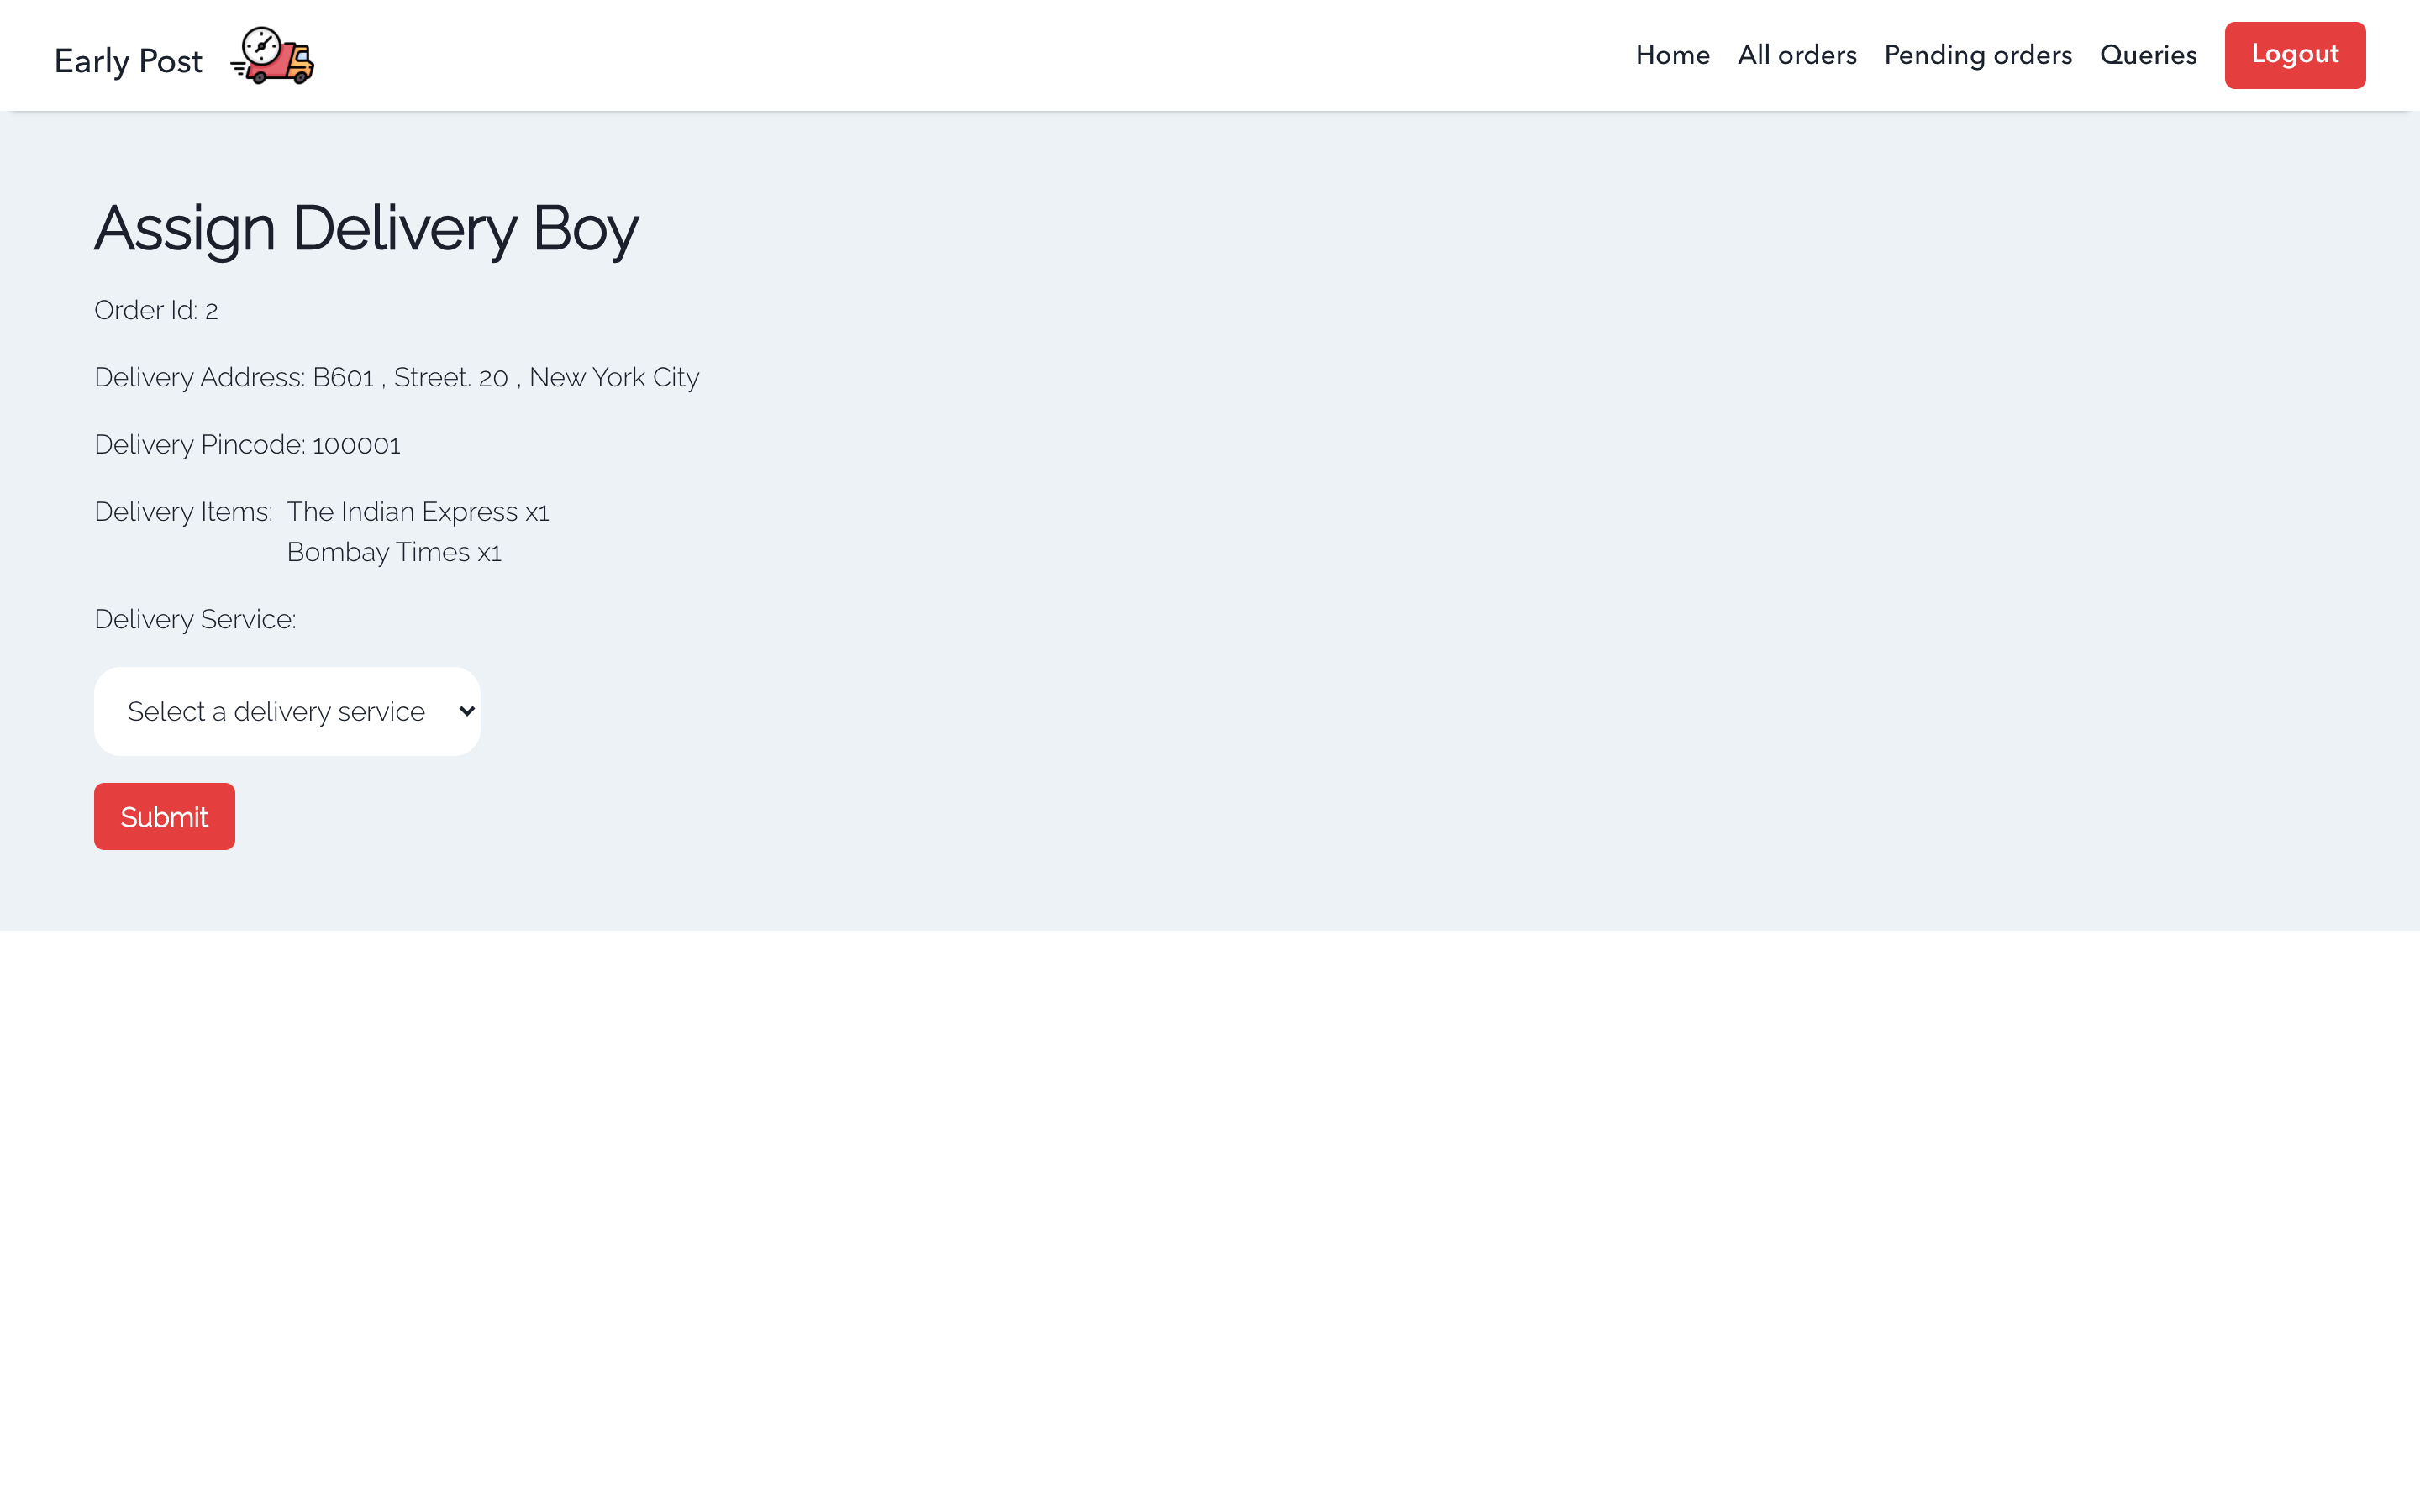 Early Post
Home
All orders
Pending orders
Queries
Logout
Assign Delivery Boy
Order Id: 2
Delivery Address: B601 , Street. 20 , New York City
Delivery Pincode: 100001
Delivery Items: The Indian Express x1
Bombay Times x1
Delivery Service:
Select a delivery service
Submit